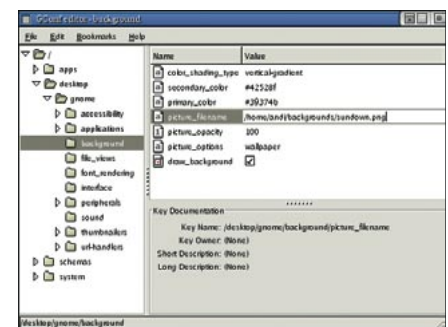 GConf editor - background
File Edit Bookmarks Help
/
apps
desktop
gnome
accessibility
applications
background
file_views
font_rendering
interface
peripherals
sound
thumbnailers
url-handlers
schemas
system
Name Value
color_shading_type vertical-gradient
secondary_color #42528f
primary_color #39374b
picture_filename /home/andi/backgrounds/sundown.png
picture_opacity 100
picture_options wallpaper
draw_background
Key Documentation
Key Name: /desktop/gnome/background/picture_filename
Key Owner: (None)
Short Description: (None)
Long Description: (None)
/desktop/gnome/background